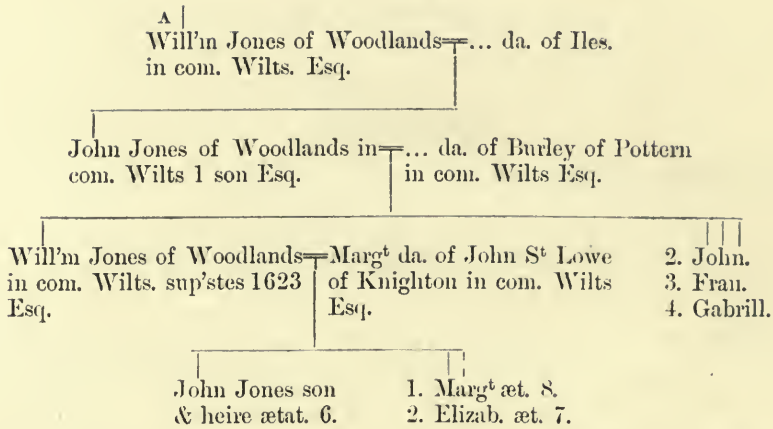 A
Will'm Jones of Woodlands=... da. of Iles.
in com. Wilts. Esq.
John Jones of Woodlands in=... da. of Burley of Pottern
com. Wilts 1 son Esq.
in com. Wilts Esq.
Will'm Jones of Woodlands=Margᵗ da. of John Sᵗ Lowe
in com. Wilts. sup'stes 1623
of Knighton in com. Wilts
Esq.
Esq.
2. John.
3. Fran.
4. Gabrill.
John Jones son
& heire ætat. 6.
1. Margᵗ æt. 8.
2. Elizab. æt. 7.